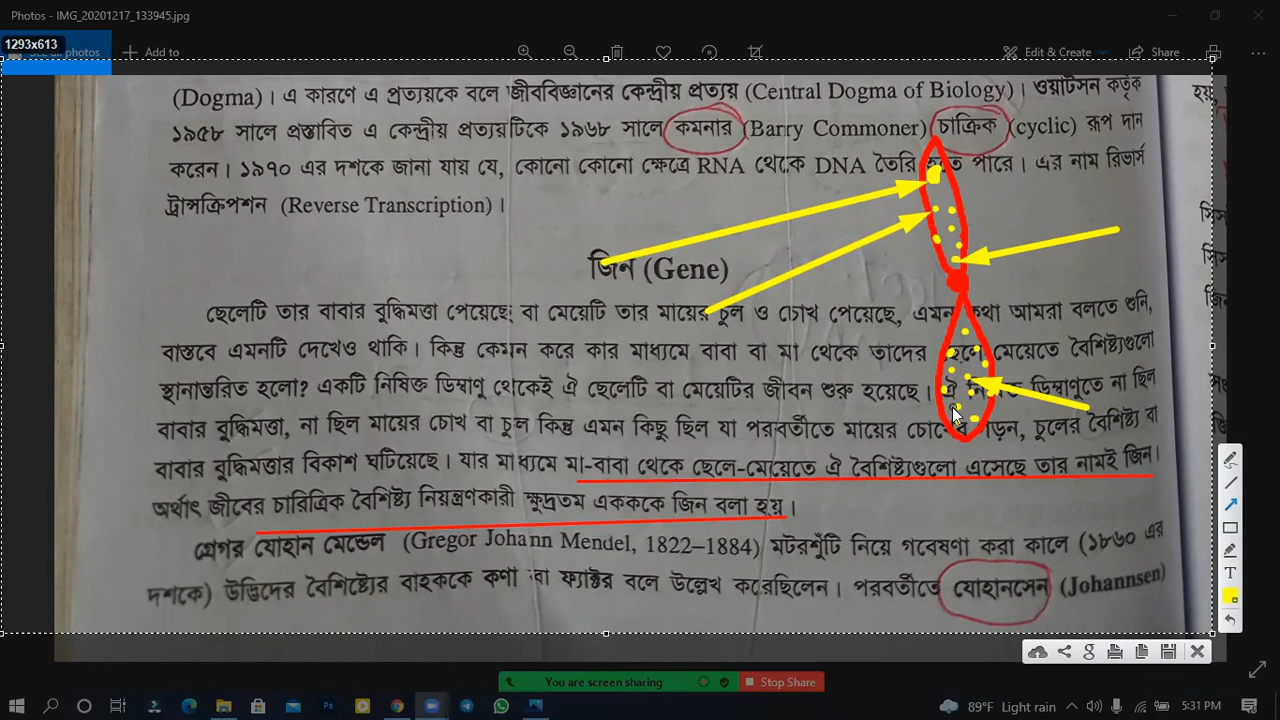 Photos - IMG_20201217_133945.jpg
1293x613
See all photos
Add to
Edit & Create
Share
(Dogma)। এ কারণে এ প্রত্যয়কে বলে জীববিজ্ঞানের কেন্দ্রীয় প্রত্যয় (Central Dogma of Biology)। ওয়াটসন কর্তৃক
১৯৫৮ সালে প্রস্তাবিত এ কেন্দ্রীয় প্রত্যয়টিকে ১৯৬৮ সালে কমনার (Barry Commoner) চাক্রিক (cyclic) রূপ দান
করেন। ১৯৭০ এর দশকে জানা যায় যে, কোনো কোনো ক্ষেত্রে RNA থেকে DNA তৈরি হতে পারে। এর নাম রিভার্স
ট্রান্সক্রিপশন (Reverse Transcription)।
জিন (Gene)
ছেলেটি তার বাবার বুদ্ধিমত্তা পেয়েছে; বা মেয়েটি তার মায়ের চুল ও চোখ পেয়েছে, এমন কথা আমরা বলতে শুনি,
বাস্তবে এমনটি দেখেও থাকি। কিন্তু কেমন করে কার মাধ্যমে বাবা বা মা থেকে তাদের ছেলে মেয়েতে বৈশিষ্ট্যগুলো
স্থানান্তরিত হলো? একটি নিষিক্ত ডিম্বাণু থেকেই ঐ ছেলেটি বা মেয়েটির জীবন শুরু হয়েছে। ঐ ডিম্বাণুতে না ছিল
বাবার বুদ্ধিমত্তা, না ছিল মায়ের চোখ বা চুল কিন্তু এমন কিছু ছিল যা পরবর্তীতে মায়ের চোখের গড়ন, চুলের বৈশিষ্ট্য বা
বাবার বুদ্ধিমত্তার বিকাশ ঘটিয়েছে। যার মাধ্যমে মা-বাবা থেকে ছেলে-মেয়েতে ঐ বৈশিষ্ট্যগুলো এসেছে তার নামই জিন।
অর্থাৎ জীবের চারিত্রিক বৈশিষ্ট্য নিয়ন্ত্রণকারী ক্ষুদ্রতম একককে জিন বলা হয়।
গ্রেগর যোহান মেন্ডেল (Gregor Johann Mendel, 1822–1884) মটরশুঁটি নিয়ে গবেষণা করা কালে (১৮৬০ এর
দশকে) উদ্ভিদের বৈশিষ্ট্যের বাহককে কণা বা ফ্যাক্টর বলে উল্লেখ করেছিলেন। পরবর্তীতে যোহানসেন (Johannsen)
You are screen sharing
Stop Share
89°F Light rain
5:31 PM